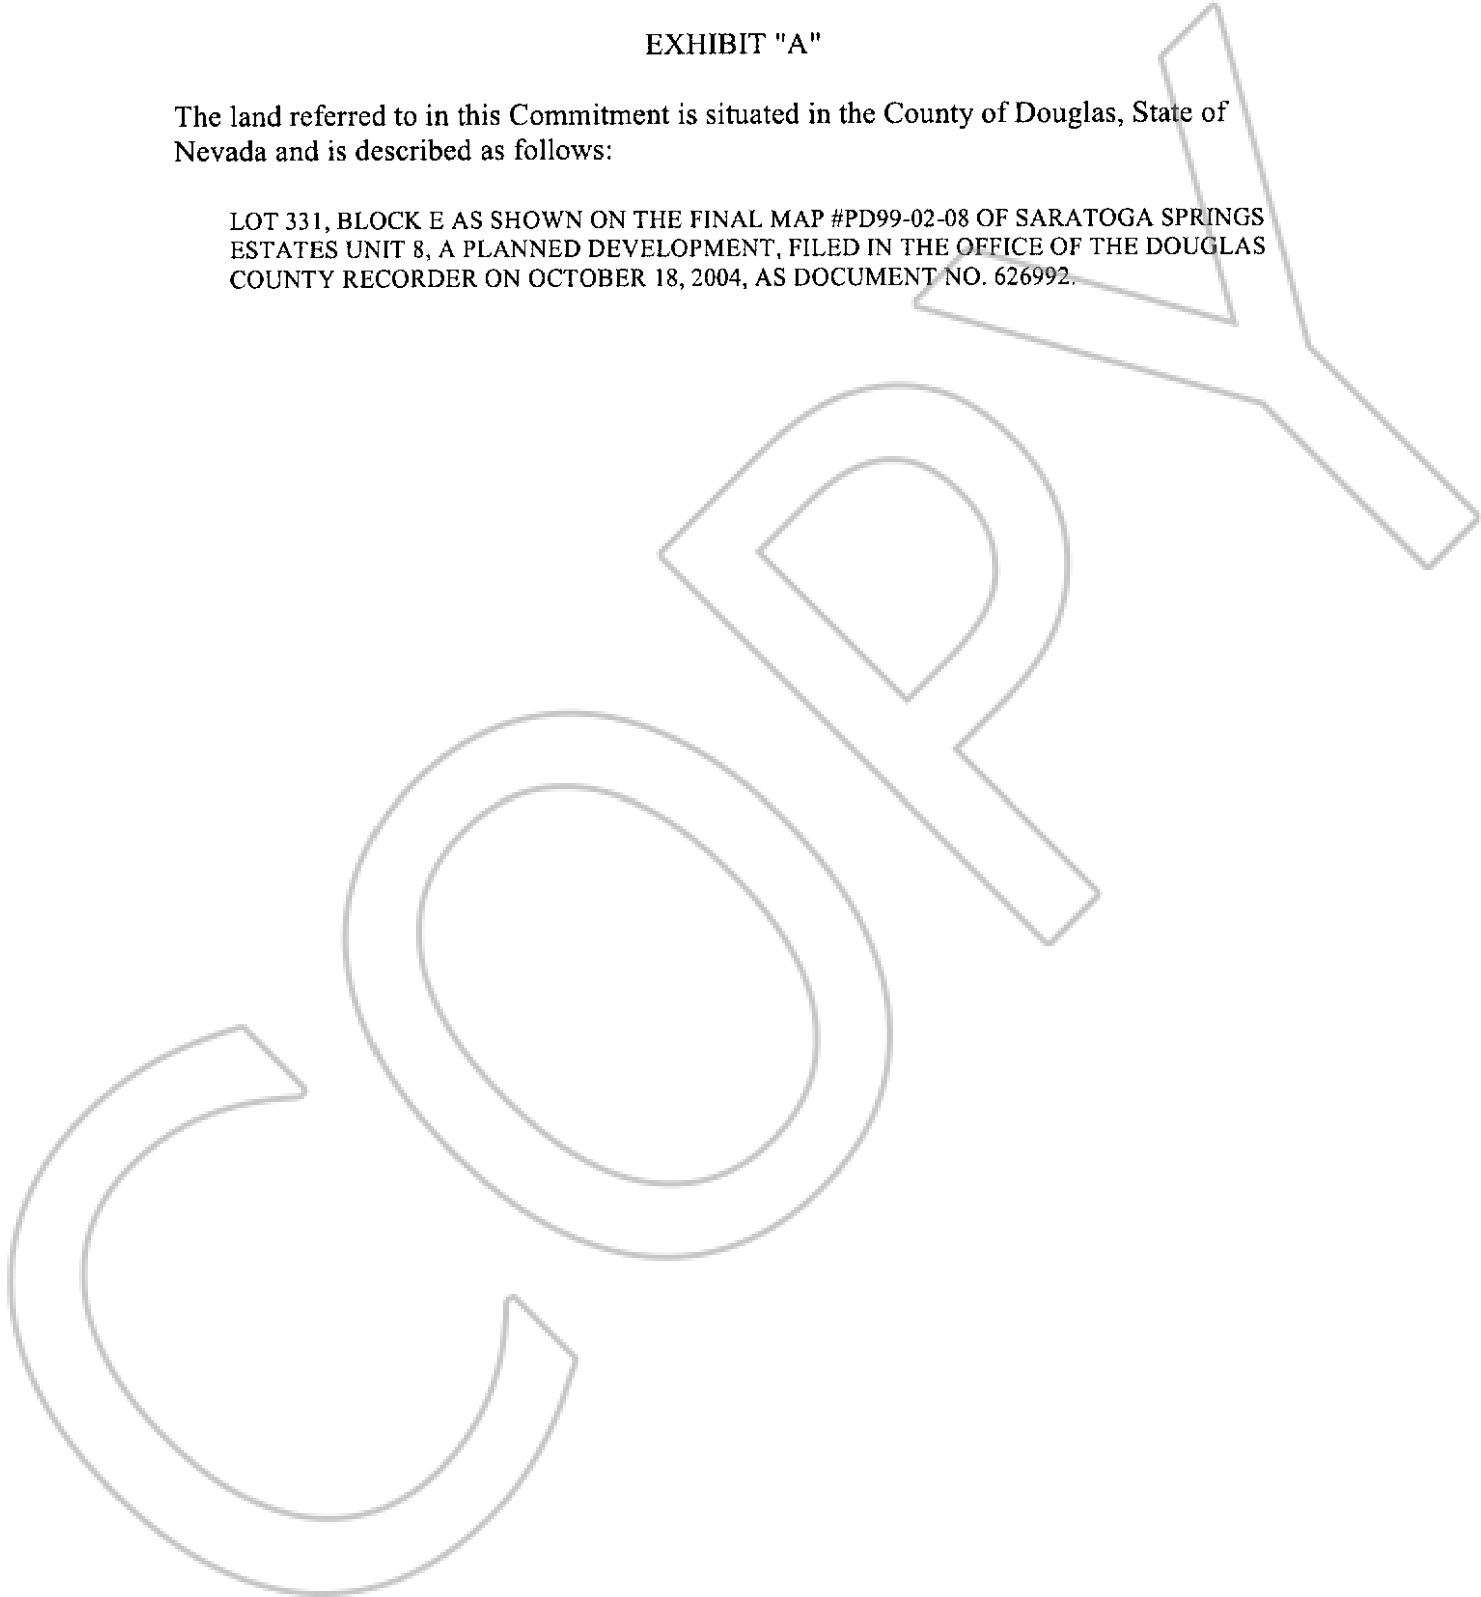 EXHIBIT "A"
The land referred to in this Commitment is situated in the County of Douglas, State of
Nevada and is described as follows:
LOT 331, BLOCK E AS SHOWN ON THE FINAL MAP #PD99-02-08 OF SARATOGA SPRINGS
ESTATES UNIT 8, A PLANNED DEVELOPMENT, FILED IN THE OFFICE OF THE DOUGLAS
COUNTY RECORDER ON OCTOBER 18, 2004, AS DOCUMENT NO. 626992.
COPY